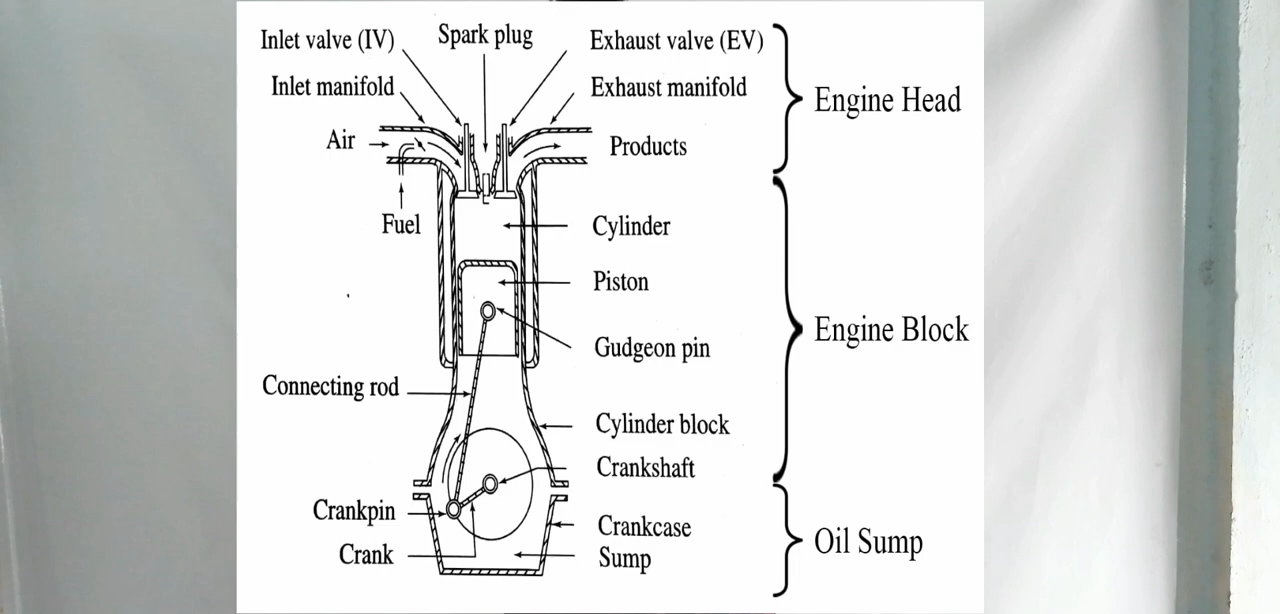 Inlet valve (IV)
Spark plug
Exhaust valve (EV)
Inlet manifold
Exhaust manifold
Engine Head
Air
Products
Fuel
Cylinder
Piston
Engine Block
Gudgeon pin
Connecting rod
Cylinder block
Crankshaft
Crankpin
Crankcase
Crank
Sump
Oil Sump